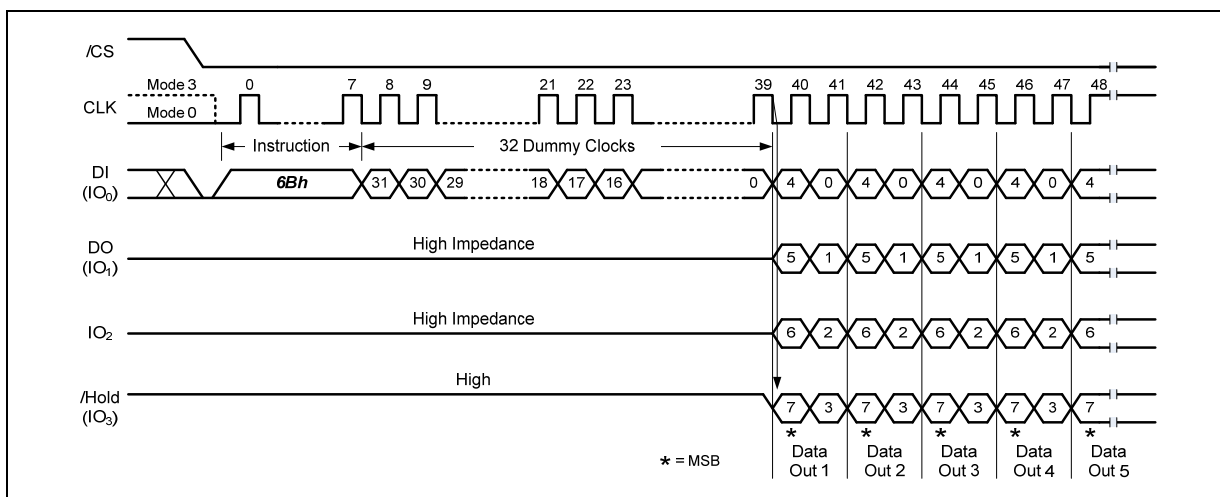 /CS
Mode 3 0 7 8 9 21 22 23 39 40 41 42 43 44 45 46 47 48
CLK
Mode 0
Instruction 32 Dummy Clocks
DI
(IO0) 6Bh 31 30 29 18 17 16 0 4 0 4 0 4 0 4 0 4
High Impedance
DO
(IO1) 5 1 5 1 5 1 5 1 5
High Impedance
IO2 6 2 6 2 6 2 6 2 6
High
/Hold
(IO3) 7 3 7 3 7 3 7 3 7
* * * * *
* = MSB
Data Out 1
Data Out 2
Data Out 3
Data Out 4
Data Out 5